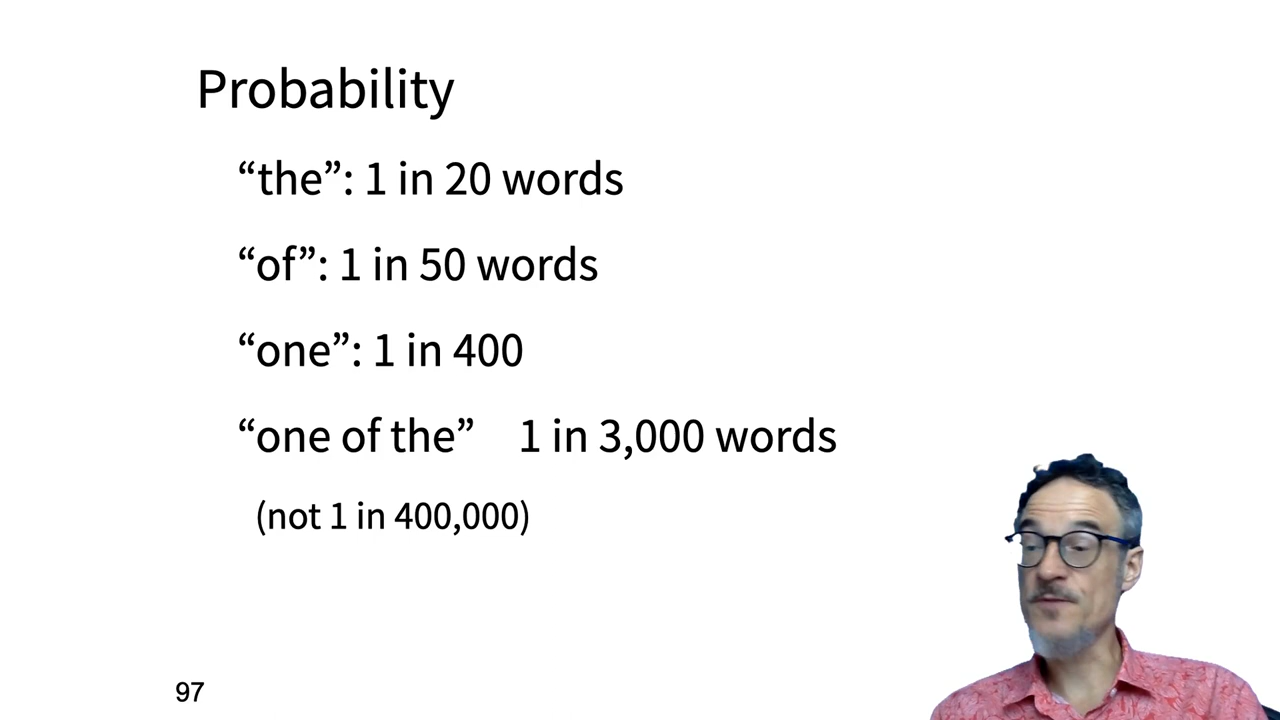 Probability
“the”: 1 in 20 words
“of”: 1 in 50 words
“one”: 1 in 400
“one of the” 1 in 3,000 words
(not 1 in 400,000)
97